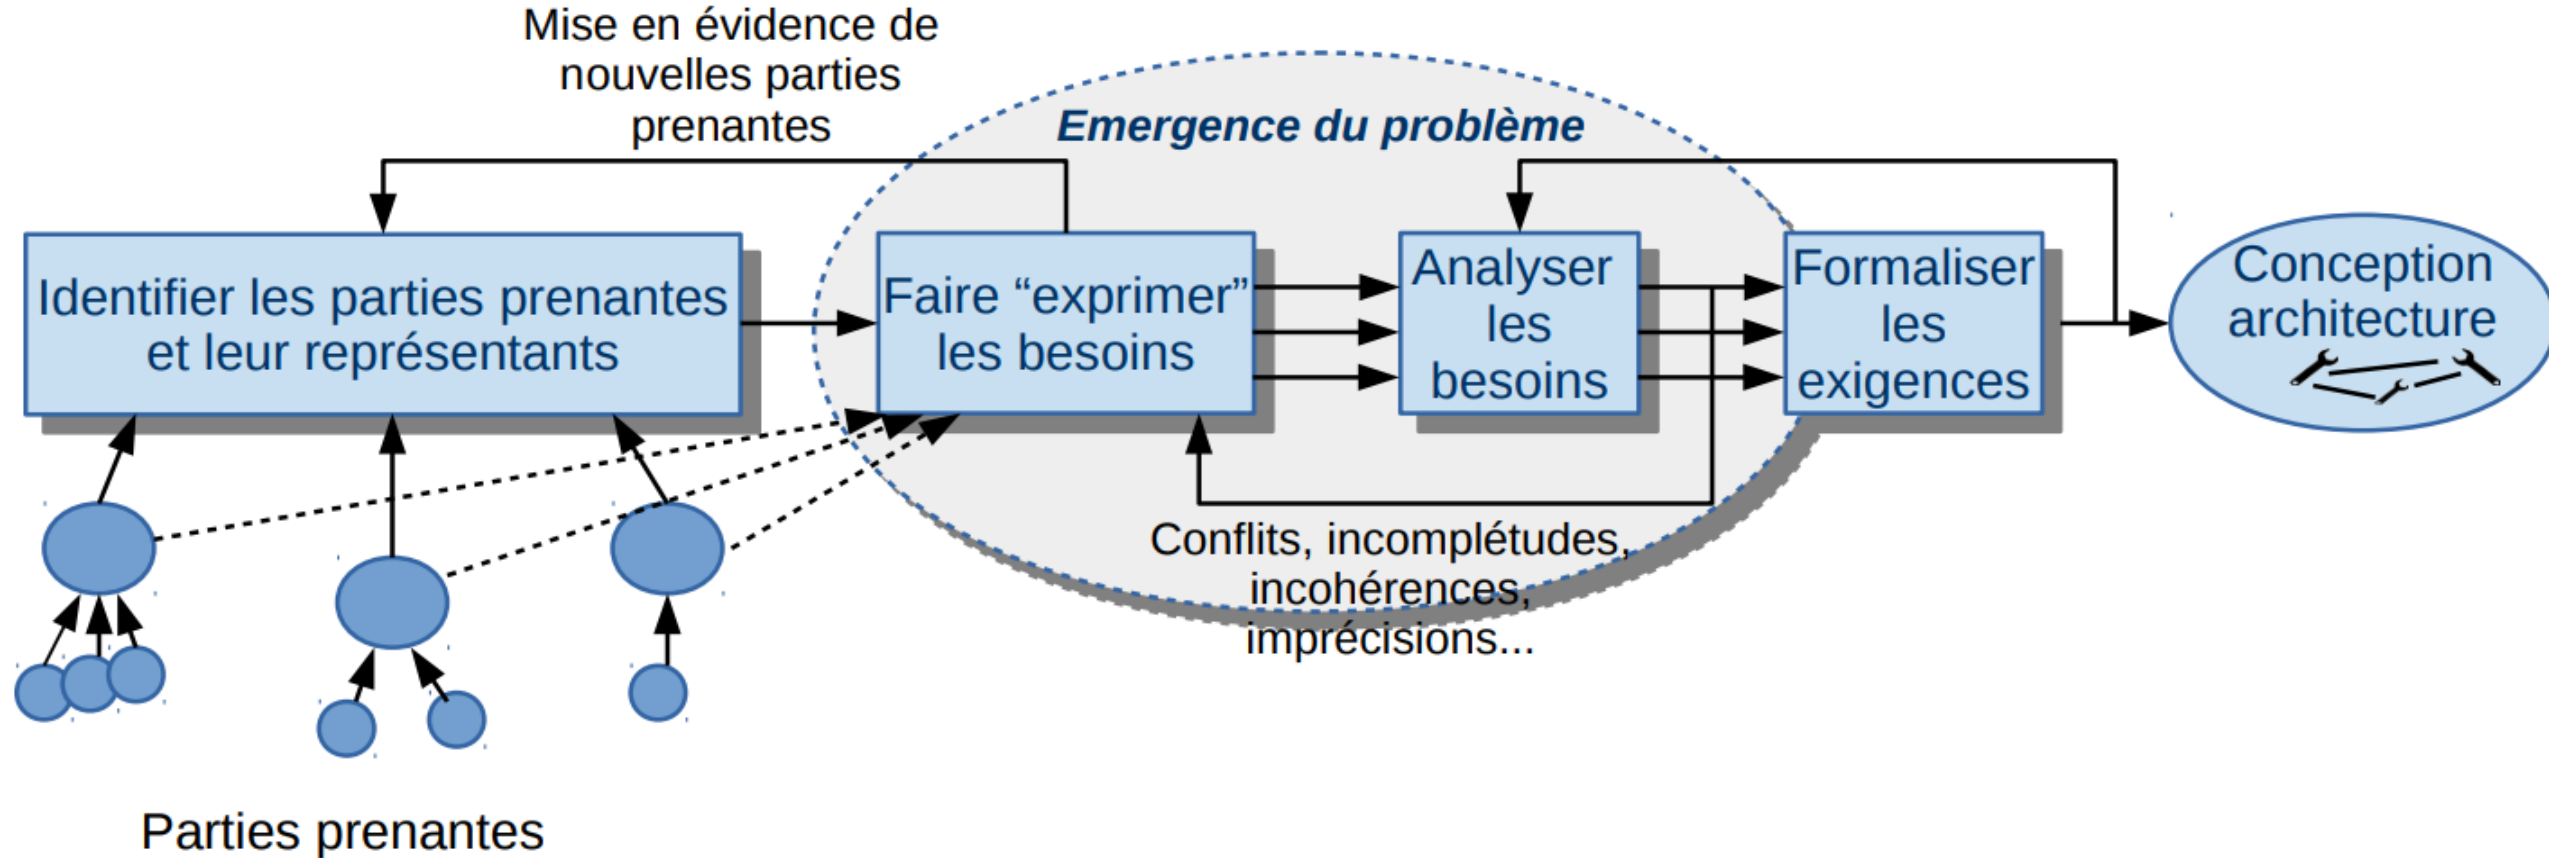 Mise en évidence de
nouvelles parties
prenantes
Emergence du problème
Identifier les parties prenantes
et leur représentants
Faire “exprimer”
les besoins
Analyser
les
besoins
Formaliser
les
exigences
Conception
architecture
Conflits, incomplétudes,
incohérences,
imprécisions...
Parties prenantes